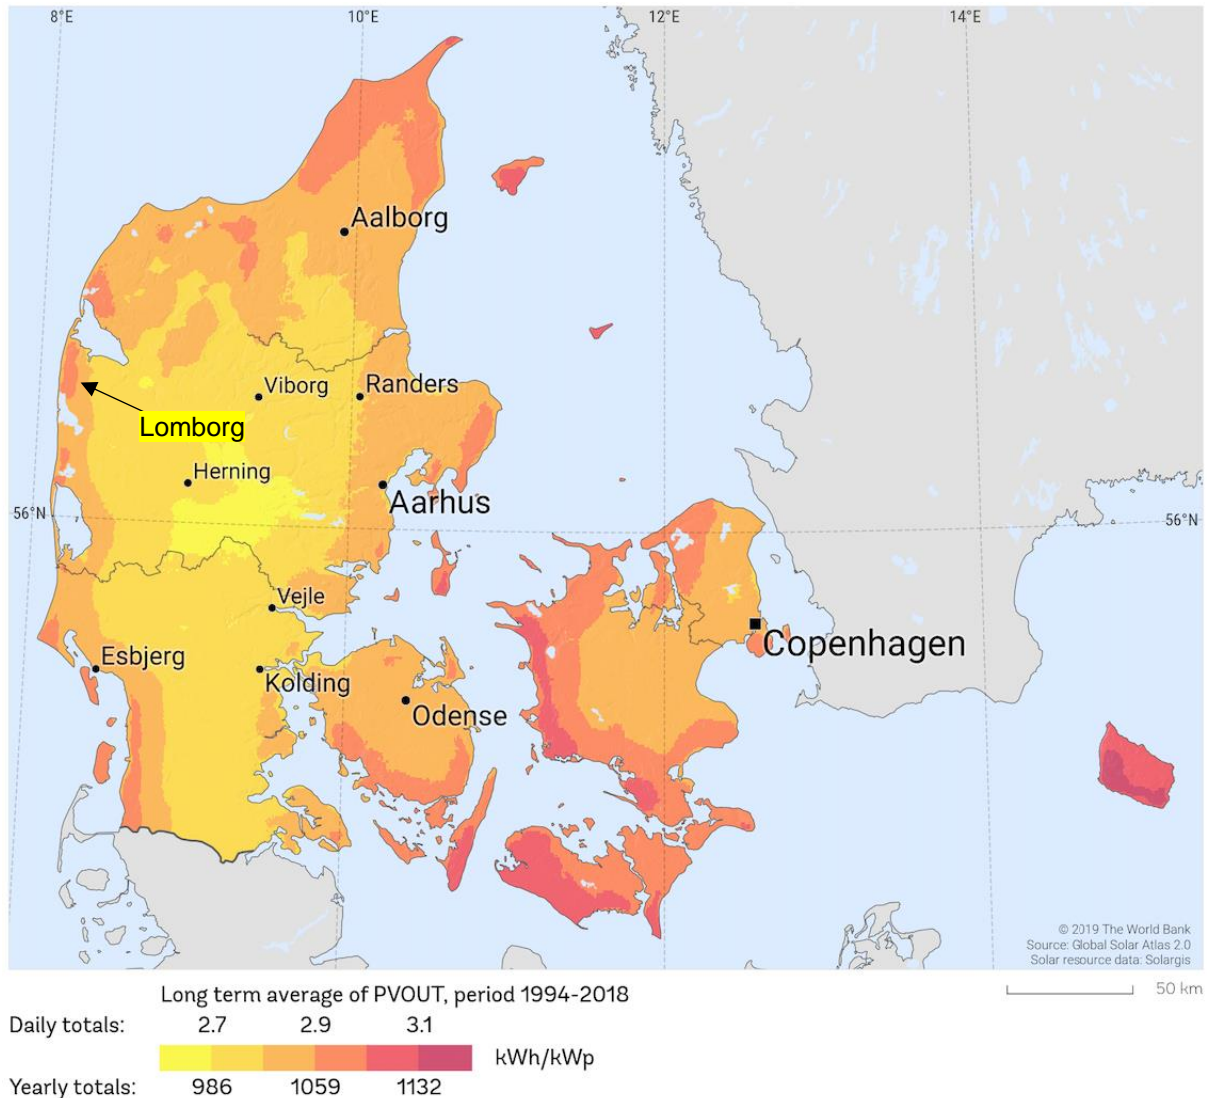 8°E 10°E 12°E 14°E
Aalborg
Viborg
Randers
Lomborg
Herning
Aarhus
56°N 56°N
Vejle
Copenhagen
Esbjerg
Kolding
Odense
© 2019 The World Bank
Source: Global Solar Atlas 2.0
Solar resource data: Solargis
50 km
Long term average of PVOUT, period 1994-2018
Daily totals: 2.7 2.9 3.1
kWh/kWp
Yearly totals: 986 1059 1132